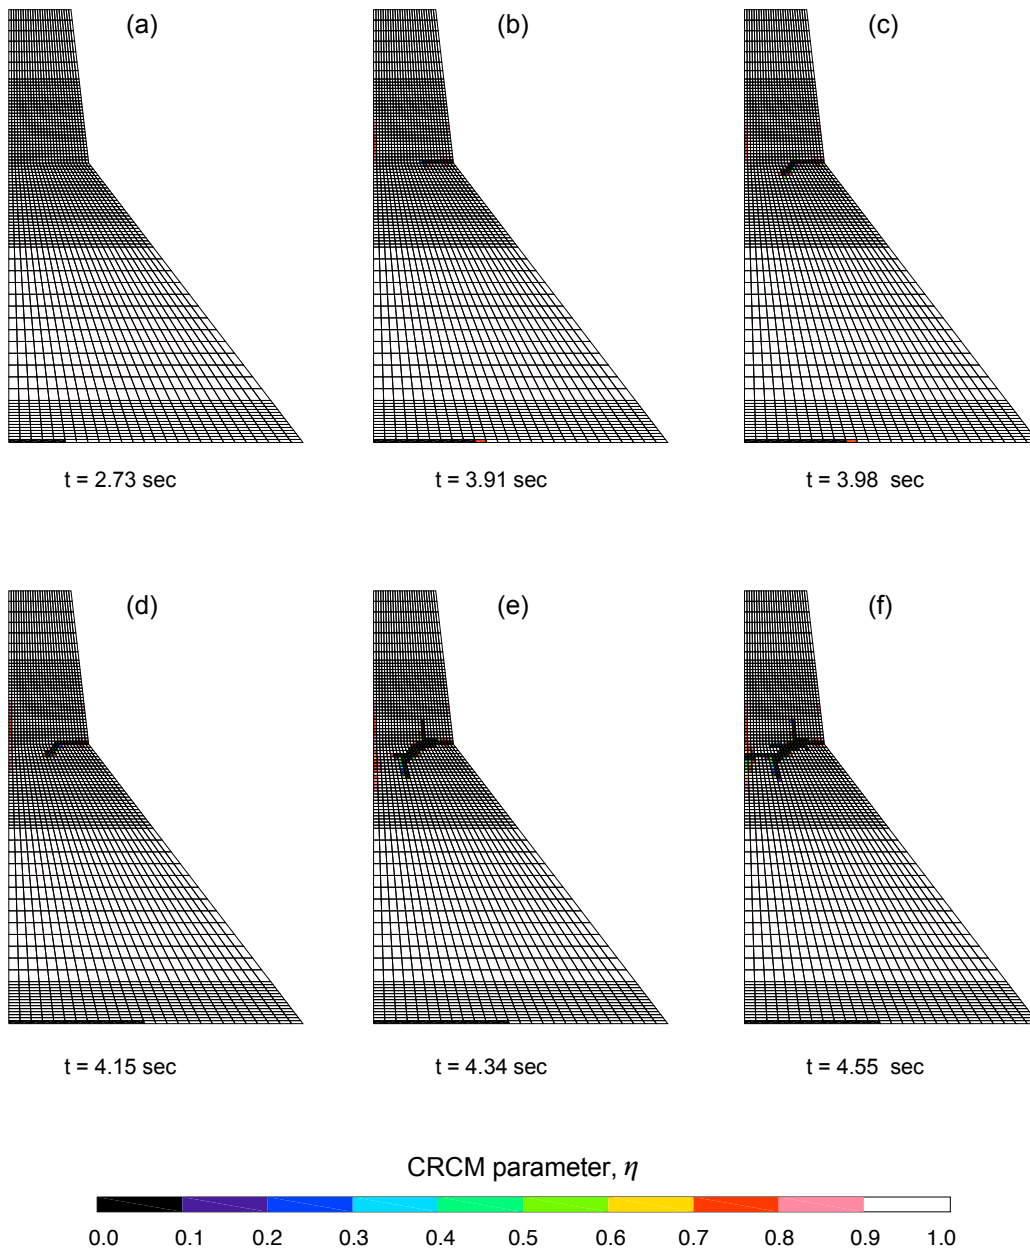 (a) (b) (c)
t = 2.73 sec t = 3.91 sec t = 3.98 sec
(d) (e) (f)
t = 4.15 sec t = 4.34 sec t = 4.55 sec
CRCM parameter, η
0.0 0.1 0.2 0.3 0.4 0.5 0.6 0.7 0.8 0.9 1.0